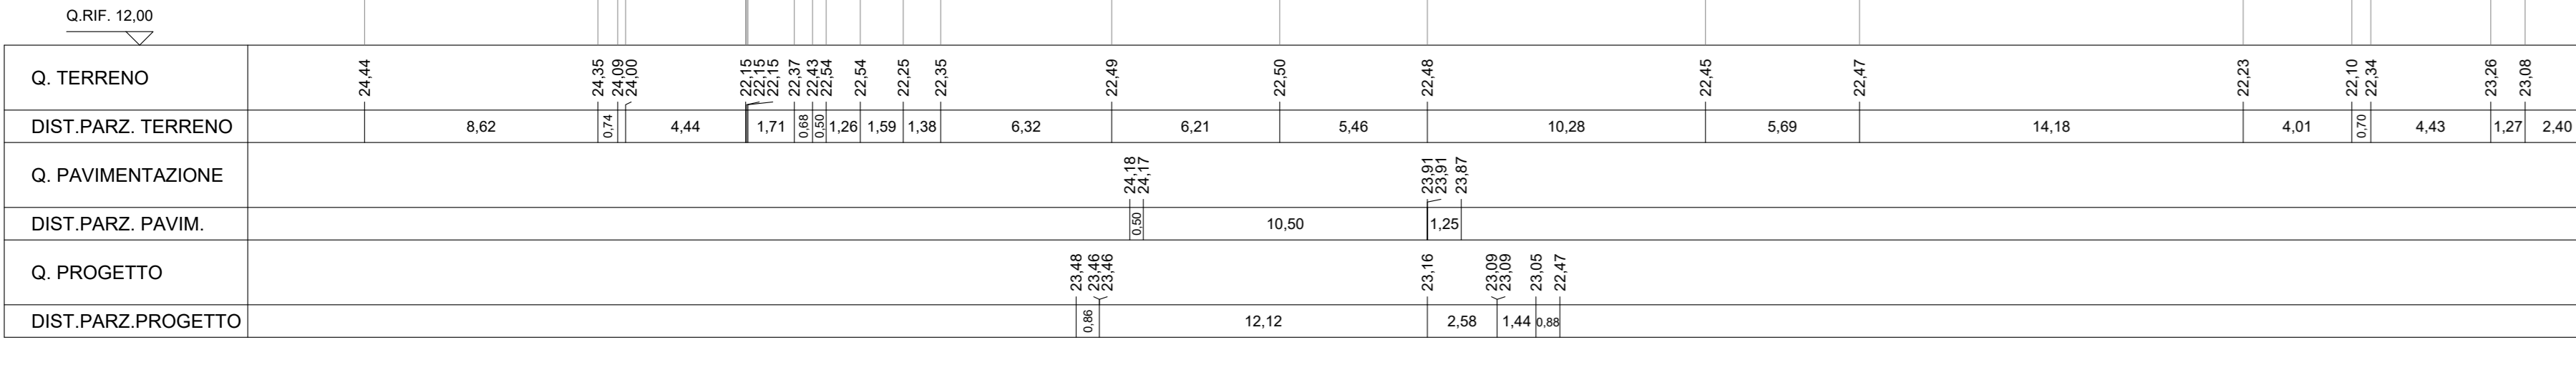 Q.RIF. 12,00
Q. TERRENO 24,44 24,35 24,09 24,00 22,15 22,15 22,15 22,37 22,43 22,54 22,54 22,25 22,35 22,49 22,50 22,48 22,45 22,47 22,23 22,10 22,34 23,26 23,08
DIST.PARZ. TERRENO 8,62 0,74 4,44 1,71 0,68 0,50 1,26 1,59 1,38 6,32 6,21 5,46 10,28 5,69 14,18 4,01 0,70 4,43 1,27 2,40
Q. PAVIMENTAZIONE 24,18 24,17 23,91 23,91 23,87
DIST.PARZ. PAVIM. 0,50 10,50 1,25
Q. PROGETTO 23,48 23,46 23,46 23,16 23,09 23,09 23,05 22,47
DIST.PARZ.PROGETTO 0,86 12,12 2,58 1,44 0,88